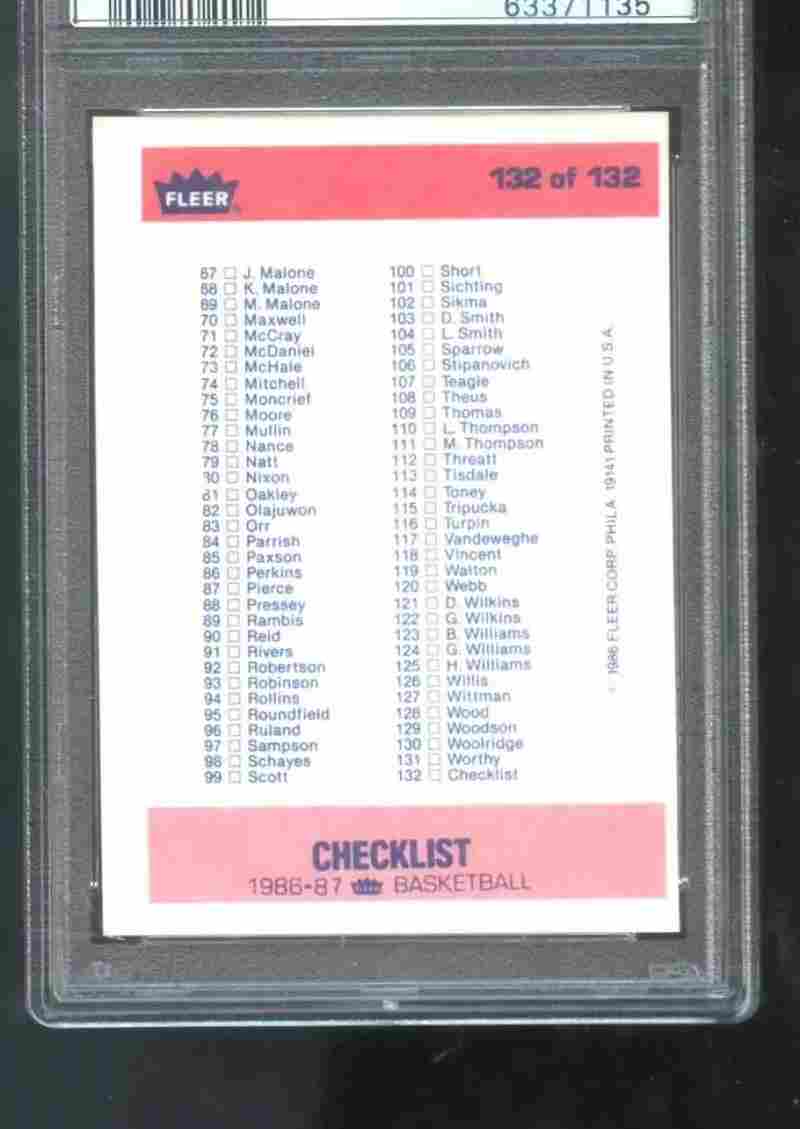 63371135
FLEER
132 of 132
67 J. Malone
68 K. Malone
69 M. Malone
70 Maxwell
71 McCray
72 McDaniel
73 McHale
74 Mitchell
75 Moncrief
76 Moore
77 Mullin
78 Nance
79 Natt
80 Nixon
81 Oakley
82 Olajuwon
83 Orr
84 Parrish
85 Paxson
86 Perkins
87 Pierce
88 Pressey
89 Rambis
90 Reid
91 Rivers
92 Robertson
93 Robinson
94 Rollins
95 Roundfield
96 Ruland
97 Sampson
98 Schayes
99 Scott
100 Short
101 Sichting
102 Sikma
103 D. Smith
104 L. Smith
105 Sparrow
106 Stipanovich
107 Teagle
108 Theus
109 Thomas
110 L. Thompson
111 M. Thompson
112 Threatt
113 Tisdale
114 Toney
115 Tripucka
116 Turpin
117 Vandeweghe
118 Vincent
119 Walton
120 Webb
121 D. Wilkins
122 G. Wilkins
123 B. Williams
124 G. Williams
125 H. Williams
126 Willis
127 Wittman
128 Wood
129 Woodson
130 Woolridge
131 Worthy
132 Checklist
© 1986 FLEER CORP. PHILA. 19141 PRINTED IN U.S.A.
CHECKLIST
1986-87 BASKETBALL